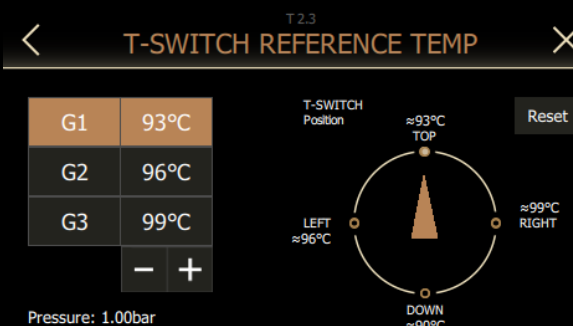 T 2.3
T-SWITCH REFERENCE TEMP
G1 93°C
G2 96°C
G3 99°C
− +
Pressure: 1.00bar
T-SWITCH
Position
≈93°C
TOP
Reset
LEFT
≈96°C
≈99°C
RIGHT
DOWN
≈90°C